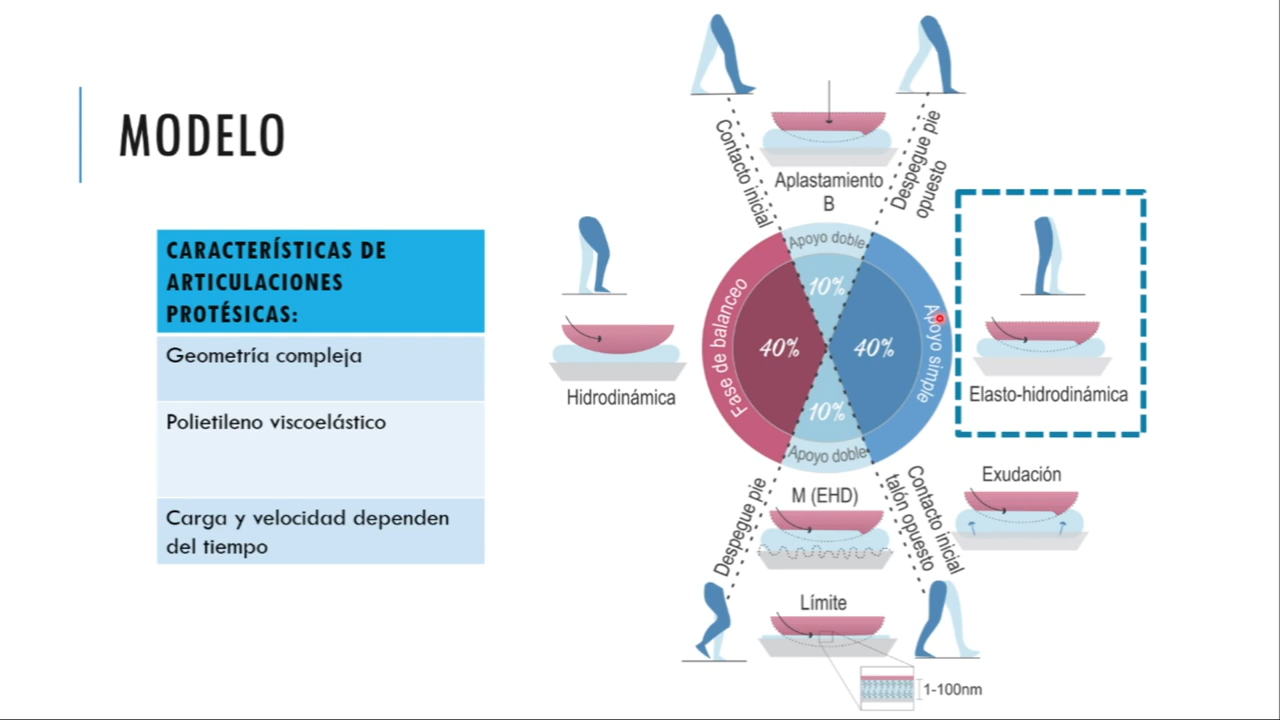 MODELO
CARACTERÍSTICAS DE
ARTICULACIONES
PROTÉSICAS:
Geometría compleja
Polietileno viscoelástico
Carga y velocidad dependen
del tiempo
Contacto inicial
Aplastamiento
B
Despegue pie
opuesto
Apoyo doble
10%
Fase de balanceo
40%
40%
Apoyo simple
10%
Apoyo doble
Hidrodinámica
Elasto-hidrodinámica
Despegue pie
M (EHD)
Contacto inicial
talón opuesto
Exudación
Límite
1-100nm